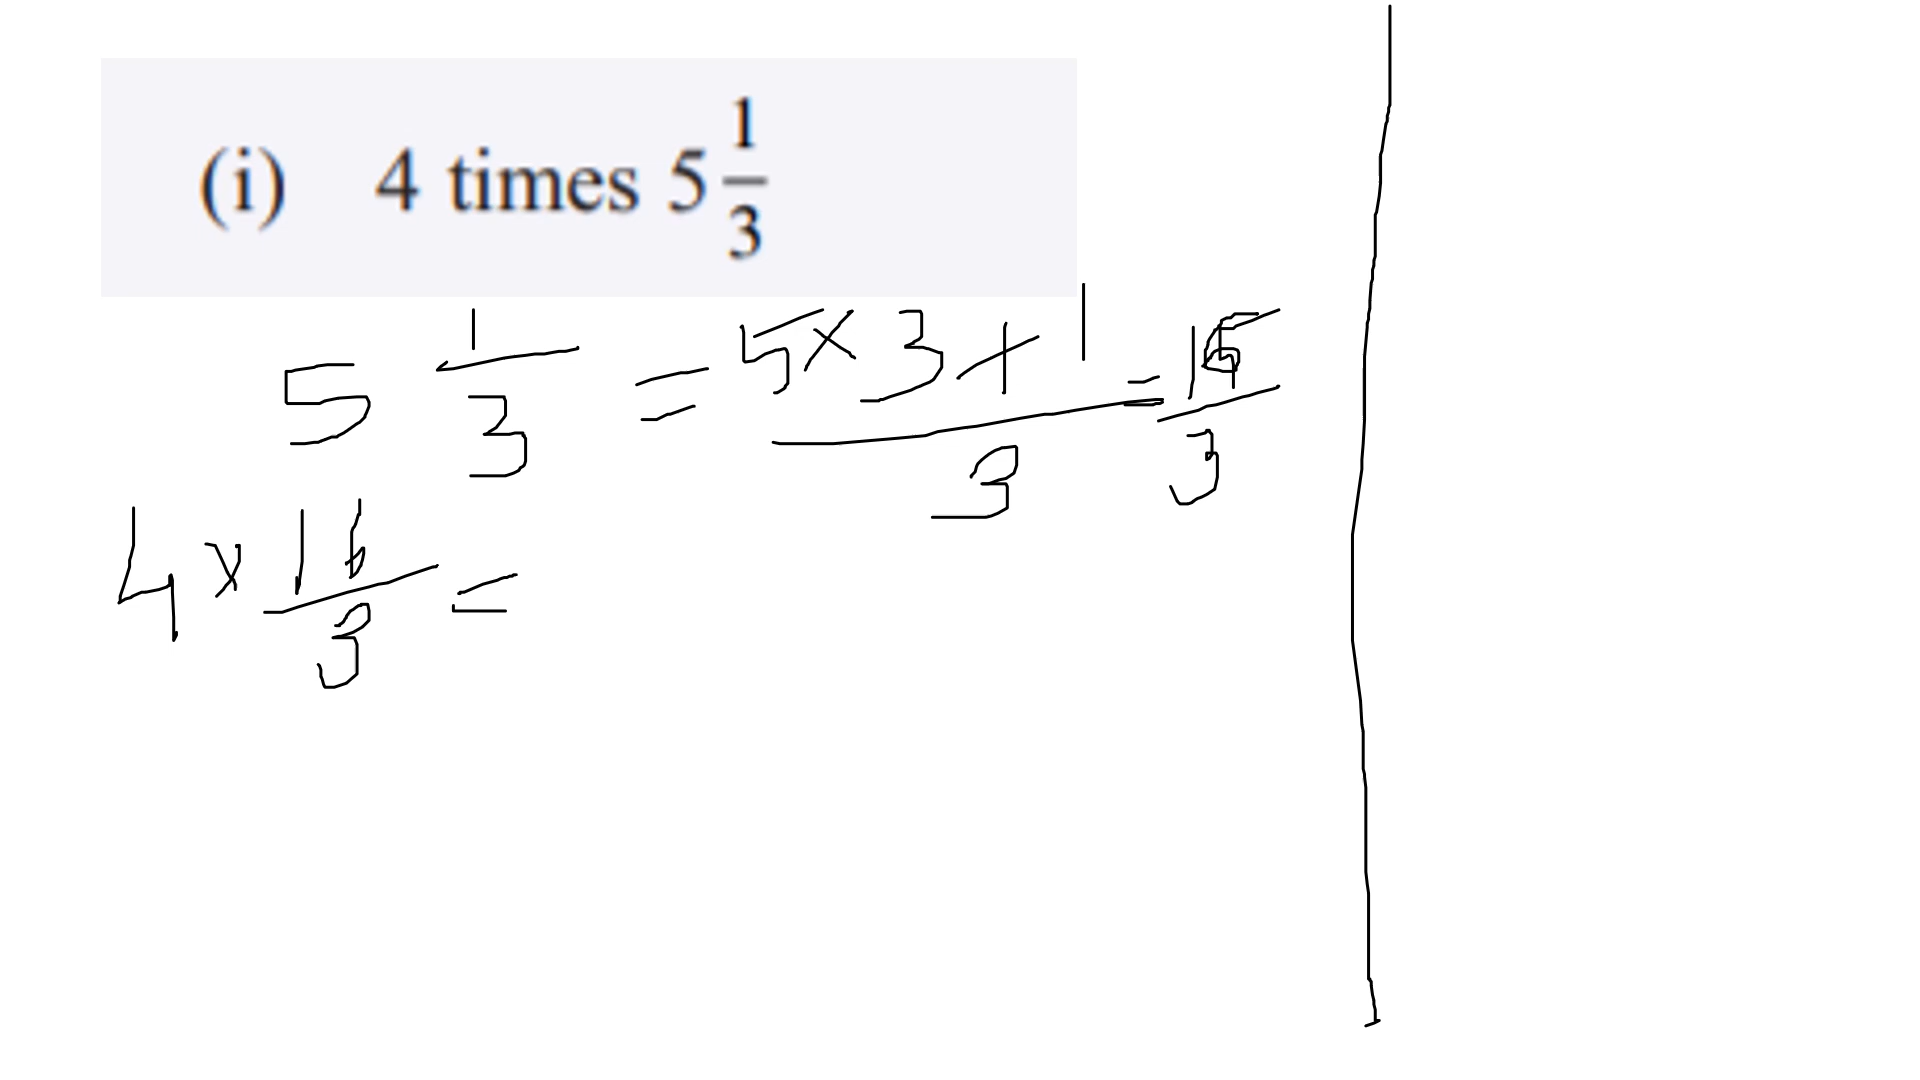 (i) 4 times 5 1/3
5 1/3 = 5 × 3 + 1 / 3 = 16/3
4 × 16/3 =